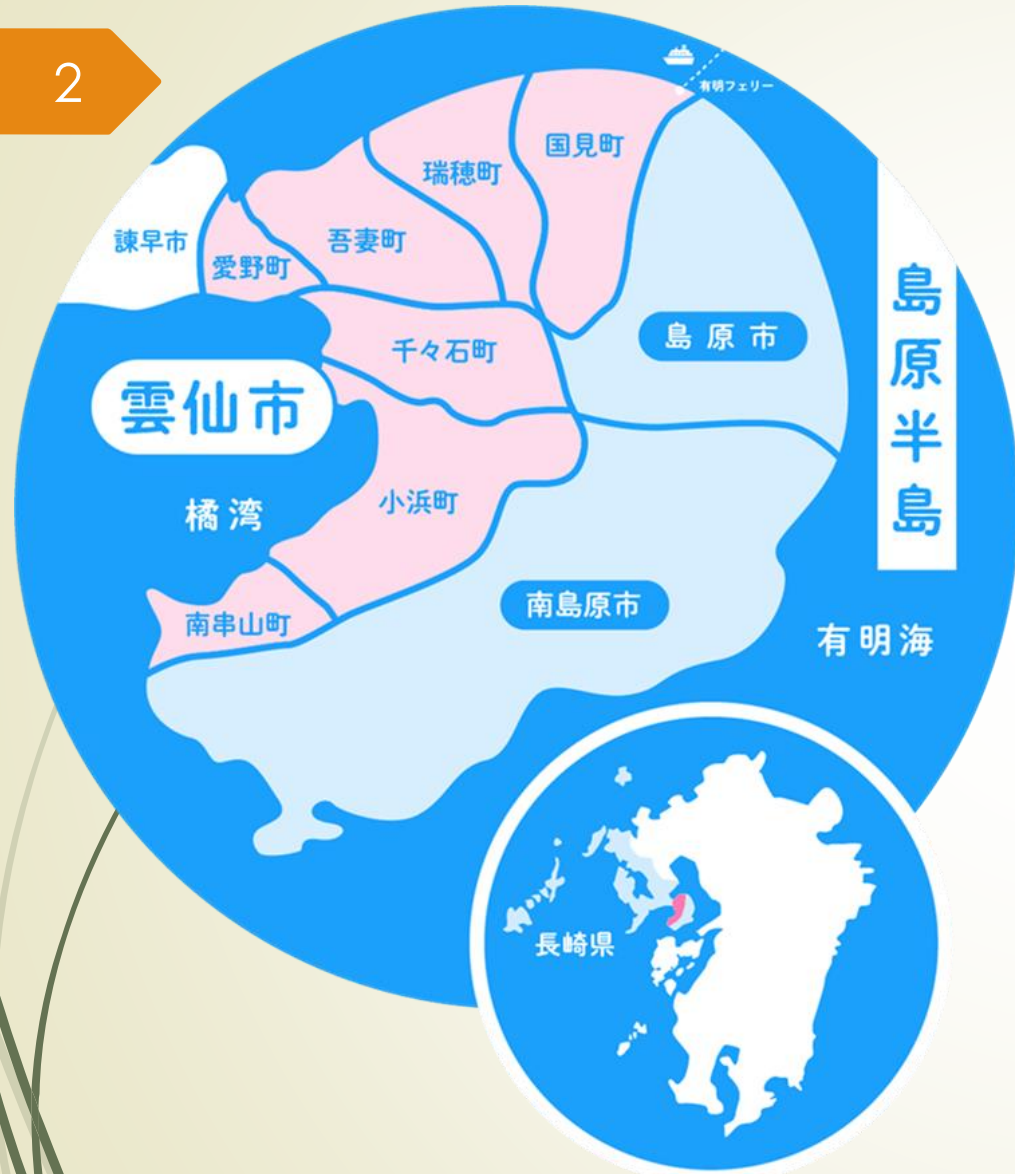 2
有明フェリー
国見町
瑞穂町
吾妻町
諫早市
愛野町
島原市
千々石町
雲仙市
島原半島
橘湾
小浜町
南島原市
南串山町
有明海
長崎県